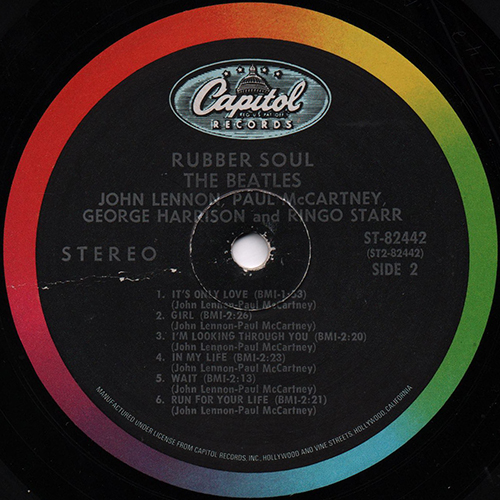 Capitol
REG. U.S. PAT. OFF.
RECORDS
RUBBER SOUL
THE BEATLES
JOHN LENNON, PAUL McCARTNEY,
GEORGE HARRISON and RINGO STARR
STEREO
ST-82442
(ST2-82442)
SIDE 2
1. IT'S ONLY LOVE (BMI-1:53)
(John Lennon-Paul McCartney)
2. GIRL (BMI-2:26)
(John Lennon-Paul McCartney)
3. I'M LOOKING THROUGH YOU (BMI-2:20)
(John Lennon-Paul McCartney)
4. IN MY LIFE (BMI-2:23)
(John Lennon-Paul McCartney)
5. WAIT (BMI-2:13)
(John Lennon-Paul McCartney)
6. RUN FOR YOUR LIFE (BMI-2:21)
(John Lennon-Paul McCartney)
MANUFACTURED UNDER LICENSE FROM CAPITOL RECORDS, INC., HOLLYWOOD AND VINE STREETS, HOLLYWOOD, CALIFORNIA